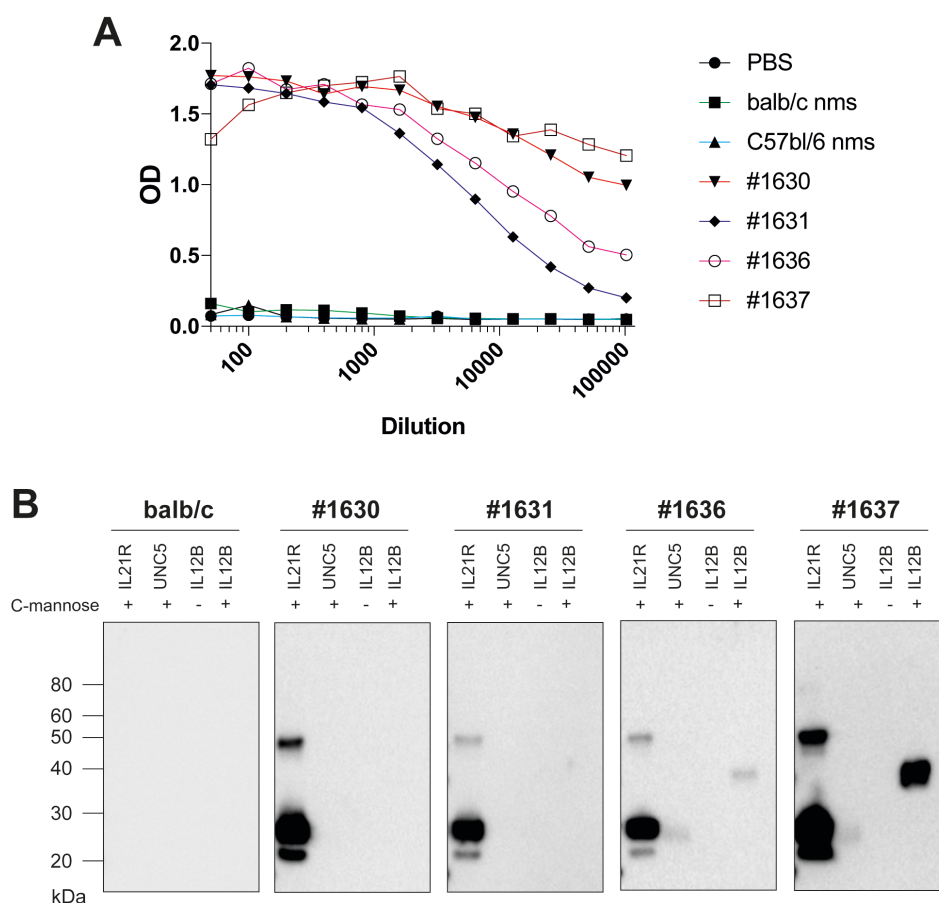 A
2.0
1.5
1.0
0.5
0.0
OD
100
1000
10000
100000
Dilution
PBS
balb/c nms
C57bl/6 nms
#1630
#1631
#1636
#1637
B
balb/c
#1630
#1631
#1636
#1637
IL21R UNC5 IL12B IL12B
IL21R UNC5 IL12B IL12B
IL21R UNC5 IL12B IL12B
IL21R UNC5 IL12B IL12B
IL21R UNC5 IL12B IL12B
C-mannose + + - + + + - + + + - + + + - + + + - +
80
60
50
40
30
20
kDa